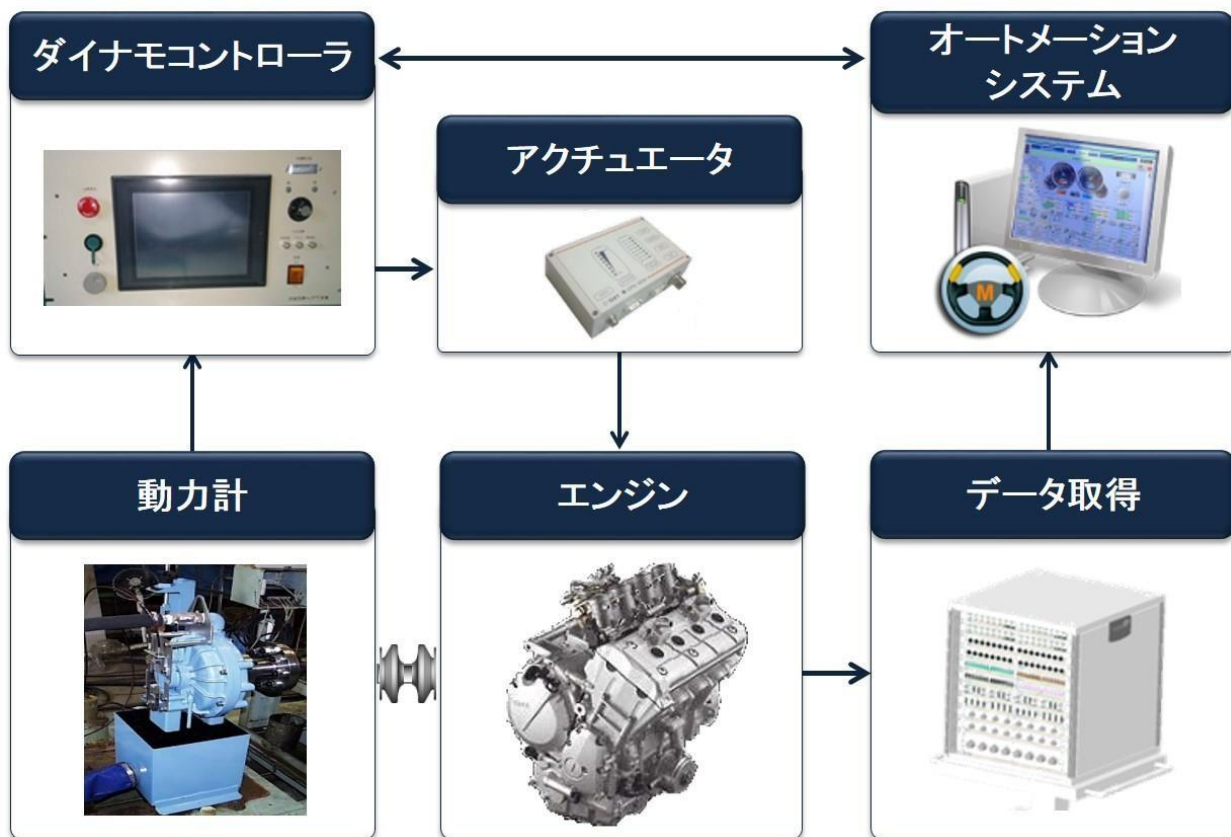 ダイナモコントローラ
オートメーション
システム
アクチュエータ
M
動力計
エンジン
データ取得